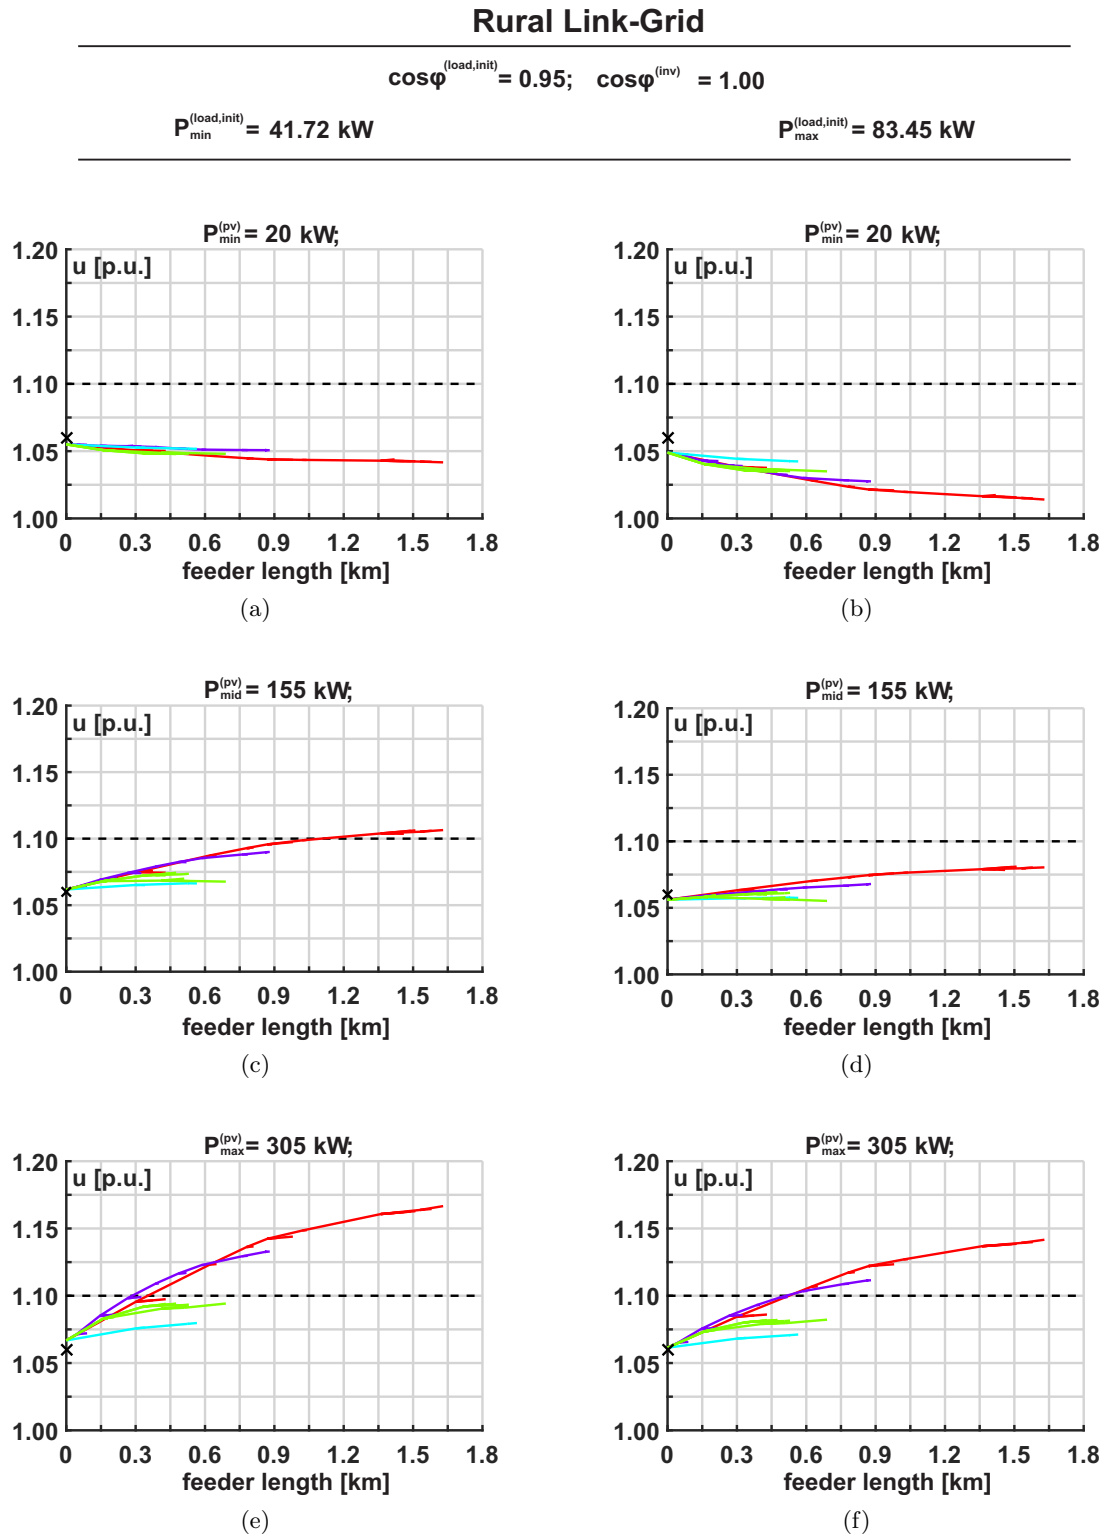 Rural Link-Grid
cosφ(load,init) = 0.95; cosφ(inv) = 1.00
Pmin(load,init) = 41.72 kW
Pmax(load,init) = 83.45 kW
Pmin(pv) = 20 kW;
1.20
u [p.u.]
1.15
1.10
1.05
1.00
0 0.3 0.6 0.9 1.2 1.5 1.8
feeder length [km]
(a)
Pmin(pv) = 20 kW;
1.20
u [p.u.]
1.15
1.10
1.05
1.00
0 0.3 0.6 0.9 1.2 1.5 1.8
feeder length [km]
(b)
Pmid(pv) = 155 kW;
1.20
u [p.u.]
1.15
1.10
1.05
1.00
0 0.3 0.6 0.9 1.2 1.5 1.8
feeder length [km]
(c)
Pmid(pv) = 155 kW;
1.20
u [p.u.]
1.15
1.10
1.05
1.00
0 0.3 0.6 0.9 1.2 1.5 1.8
feeder length [km]
(d)
Pmax(pv) = 305 kW;
1.20
u [p.u.]
1.15
1.10
1.05
1.00
0 0.3 0.6 0.9 1.2 1.5 1.8
feeder length [km]
(e)
Pmax(pv) = 305 kW;
1.20
u [p.u.]
1.15
1.10
1.05
1.00
0 0.3 0.6 0.9 1.2 1.5 1.8
feeder length [km]
(f)